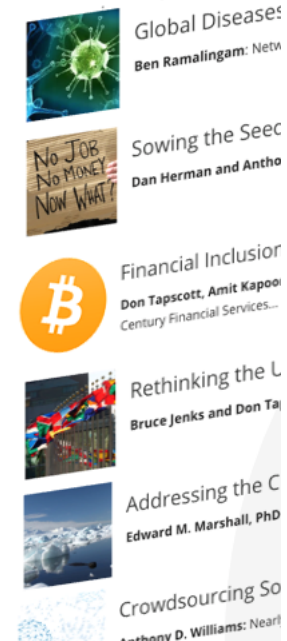 Global Diseases
Ben Ramalingam: Netw
NO JOB
NO MONEY
NOW WHAT?
Sowing the Seed
Dan Herman and Antho
Financial Inclusion
Don Tapscott, Amit Kapoor
Century Financial Services...
Rethinking the U
Bruce Jenks and Don Tap
Addressing the C
Edward M. Marshall, PhD
Crowdsourcing So
Anthony D. Williams: Nearly